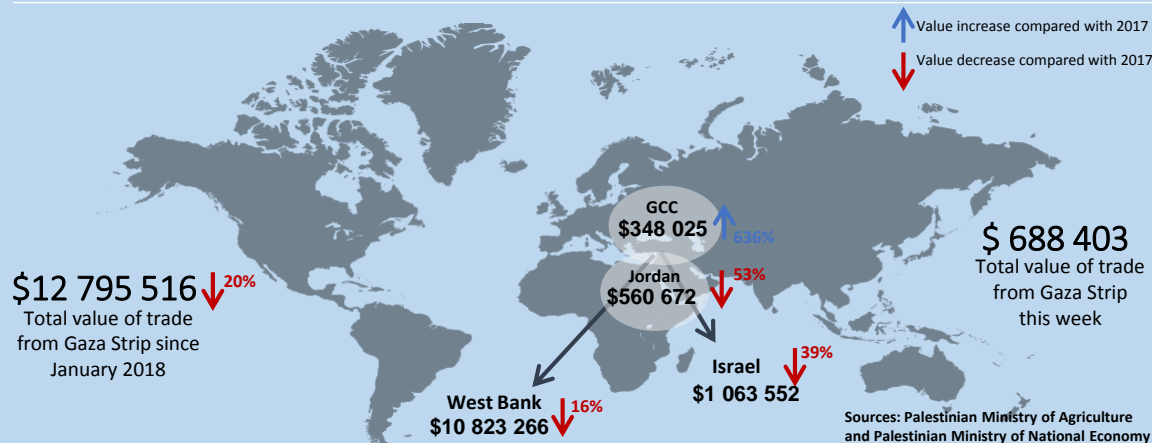 Value increase compared with 2017
Value decrease compared with 2017
GCC
$348 025
636%
Jordan
$560 672
53%
$12 795 516
20%
Total value of trade
from Gaza Strip since
January 2018
$ 688 403
Total value of trade
from Gaza Strip
this week
Israel
$1 063 552
39%
West Bank
$10 823 266
16%
Sources: Palestinian Ministry of Agriculture
and Palestinian Ministry of National Economy